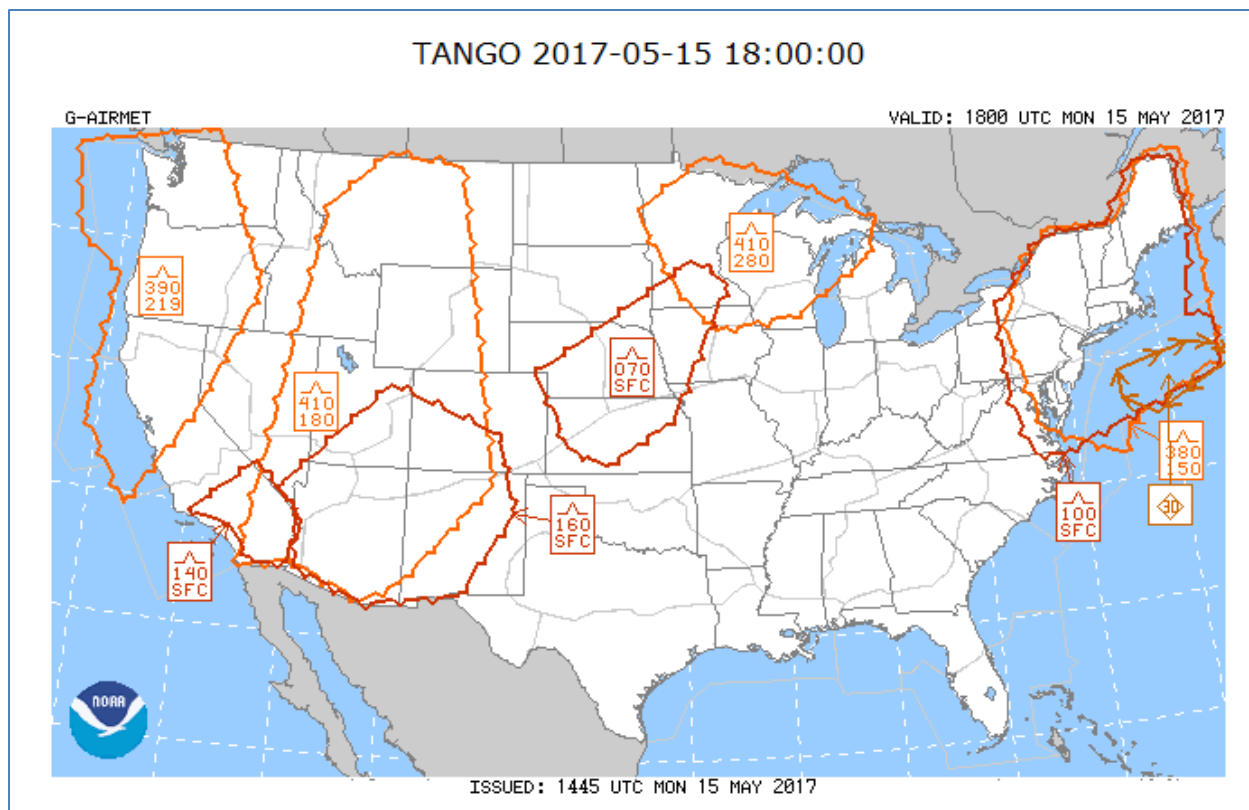 TANGO 2017-05-15 18:00:00
G-AIRMET
VALID: 1800 UTC MON 15 MAY 2017
390
219
410
280
070
SFC
410
180
380
150
30
100
SFC
160
SFC
140
SFC
NOAA
ISSUED: 1445 UTC MON 15 MAY 2017